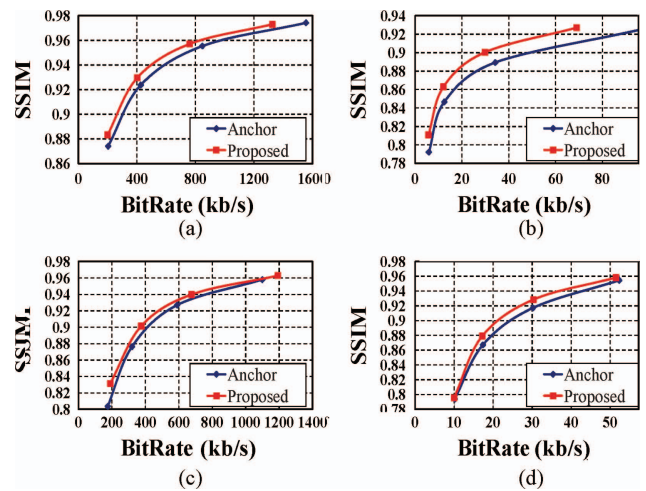 0.98
0.96
0.94
0.92
0.9
0.88
0.86
SSIM
0 400 800 1200 1600
Anchor
Proposed
BitRate (kb/s)
(a)
0.94
0.92
0.9
0.88
0.86
0.84
0.82
0.8
0.78
SSIM
0 20 40 60 80
Anchor
Proposed
BitRate (kb/s)
(b)
0.98
0.96
0.94
0.92
0.9
0.88
0.86
0.84
0.82
0.8
SSIM
0 200 400 600 800 1000 1200 1400
Anchor
Proposed
BitRate (kb/s)
(c)
0.98
0.96
0.94
0.92
0.9
0.88
0.86
0.84
0.82
0.8
0.78
SSIM
0 10 20 30 40 50
Anchor
Proposed
BitRate (kb/s)
(d)